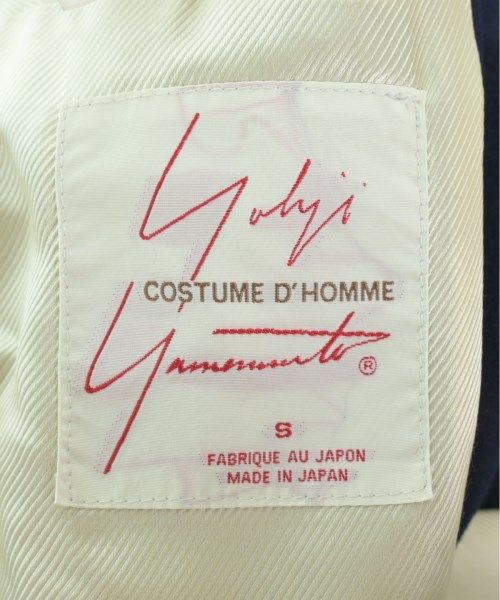 Yohji
COSTUME D'HOMME
Yamamoto ®
S
FABRIQUE AU JAPON
MADE IN JAPAN